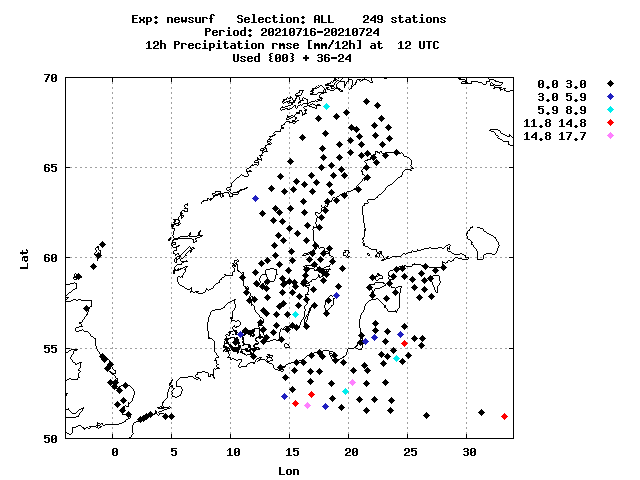 Exp: newsurf   Selection: ALL    249 stations
Period: 20210716-20210724
12h Precipitation rmse [mm/12h] at  12 UTC
Used {00} + 36-24
70
65
60
55
50
Lat
0 5 10 15 20 25 30
Lon
0.0 3.0
3.0 5.9
5.9 8.9
11.8 14.8
14.8 17.7